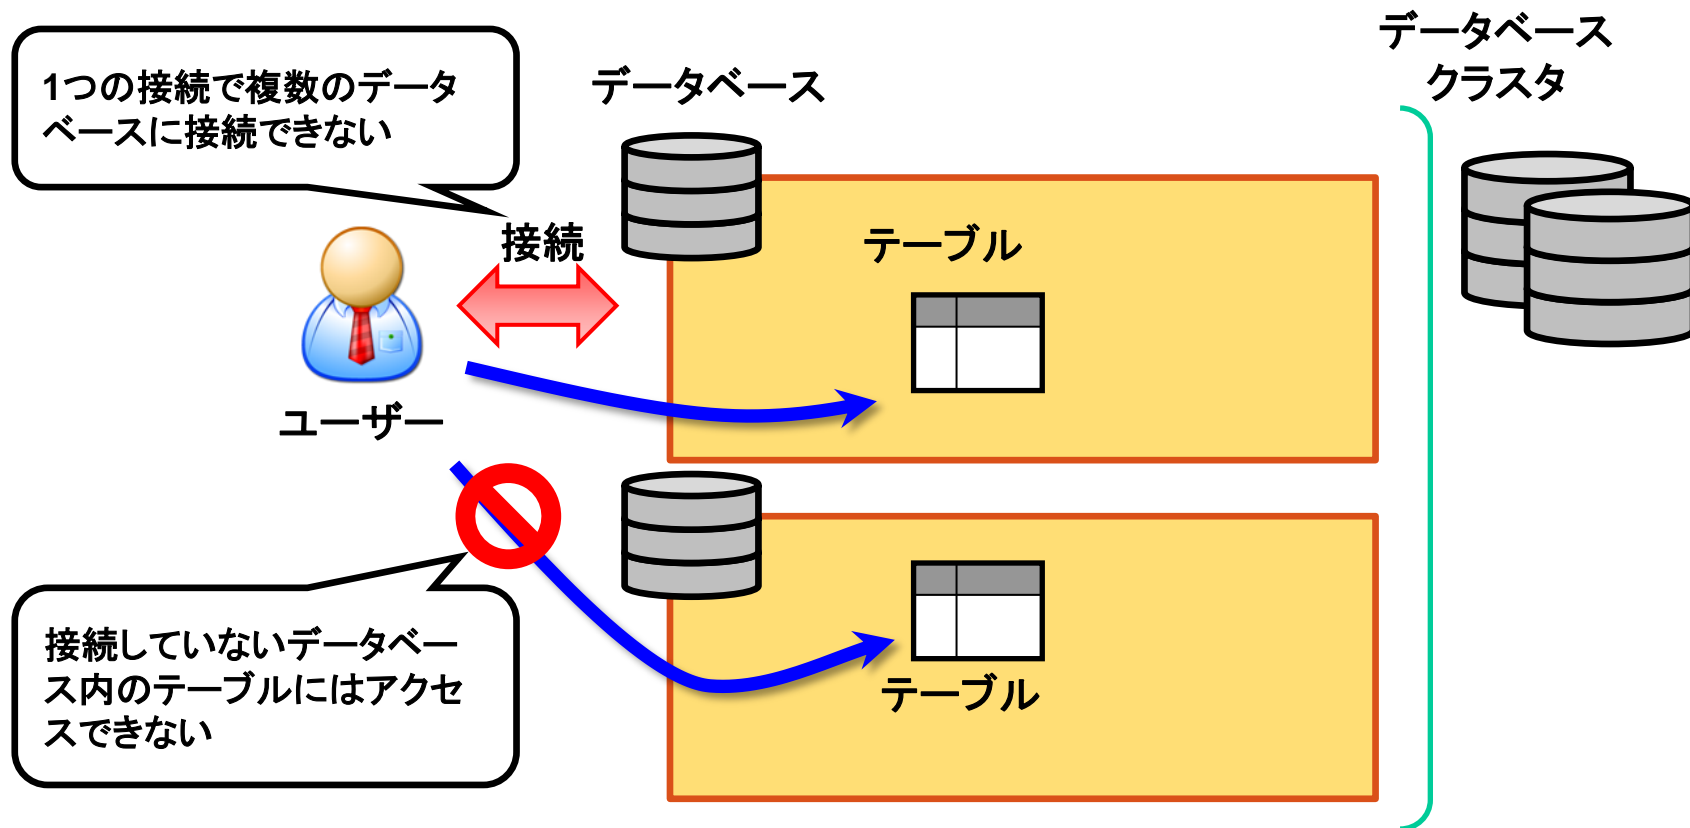 データベース
クラスタ
1つの接続で複数のデータ
ベースに接続できない
データベース
接続
テーブル
ユーザー
接続していないデータベー
ス内のテーブルにはアクセ
スできない
テーブル